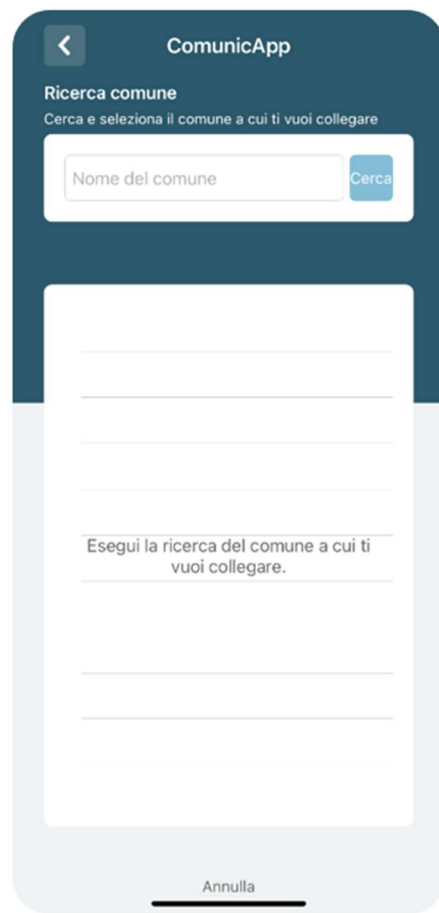 ComunicApp
Ricerca comune
Cerca e seleziona il comune a cui ti vuoi collegare
Nome del comune
Cerca
Esegui la ricerca del comune a cui ti
vuoi collegare.
Annulla